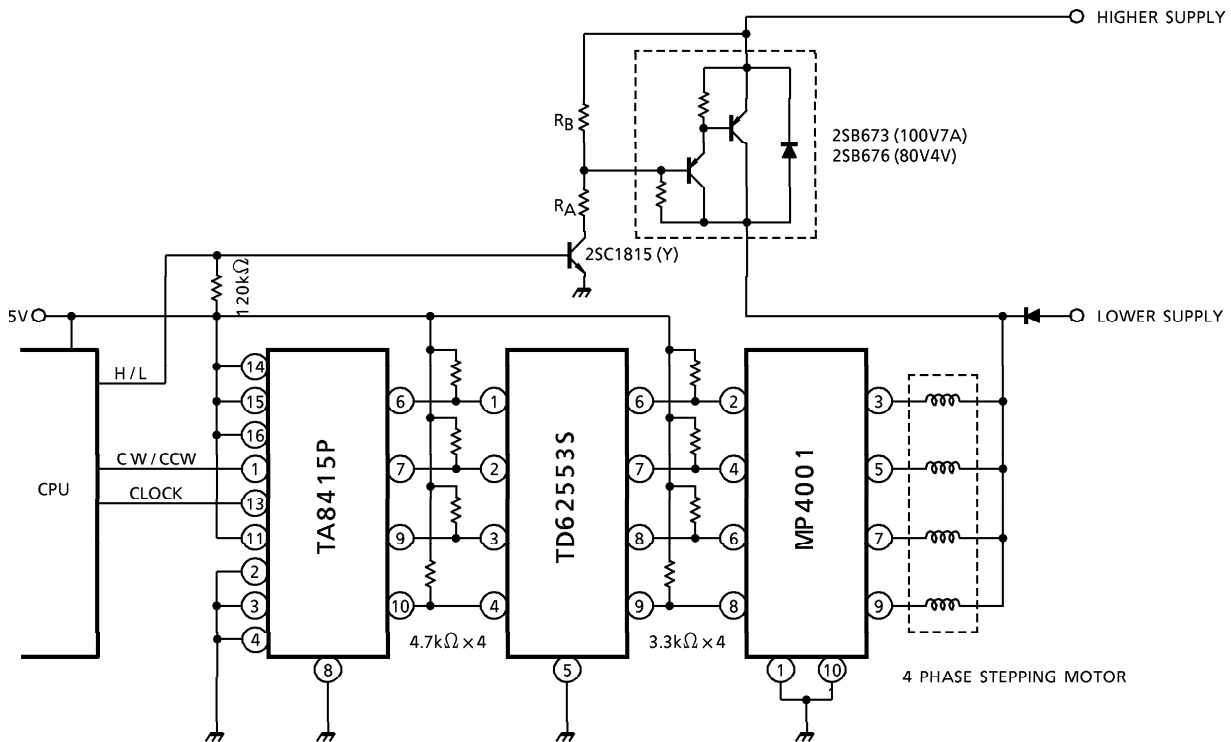 HIGHER SUPPLY
RB
2SB673 (100V7A)
2SB676 (80V4V)
RA
2SC1815 (Y)
120kΩ
5V
LOWER SUPPLY
H / L
CW / CCW
CLOCK
CPU
14
15
16
1
13
11
2
3
4
TA8415P
6
7
9
10
8
4.7kΩ × 4
1
2
3
4
TD62553S
6
7
8
9
5
3.3kΩ × 4
2
4
6
8
MP4001
3
5
7
9
1
10
4 PHASE STEPPING MOTOR